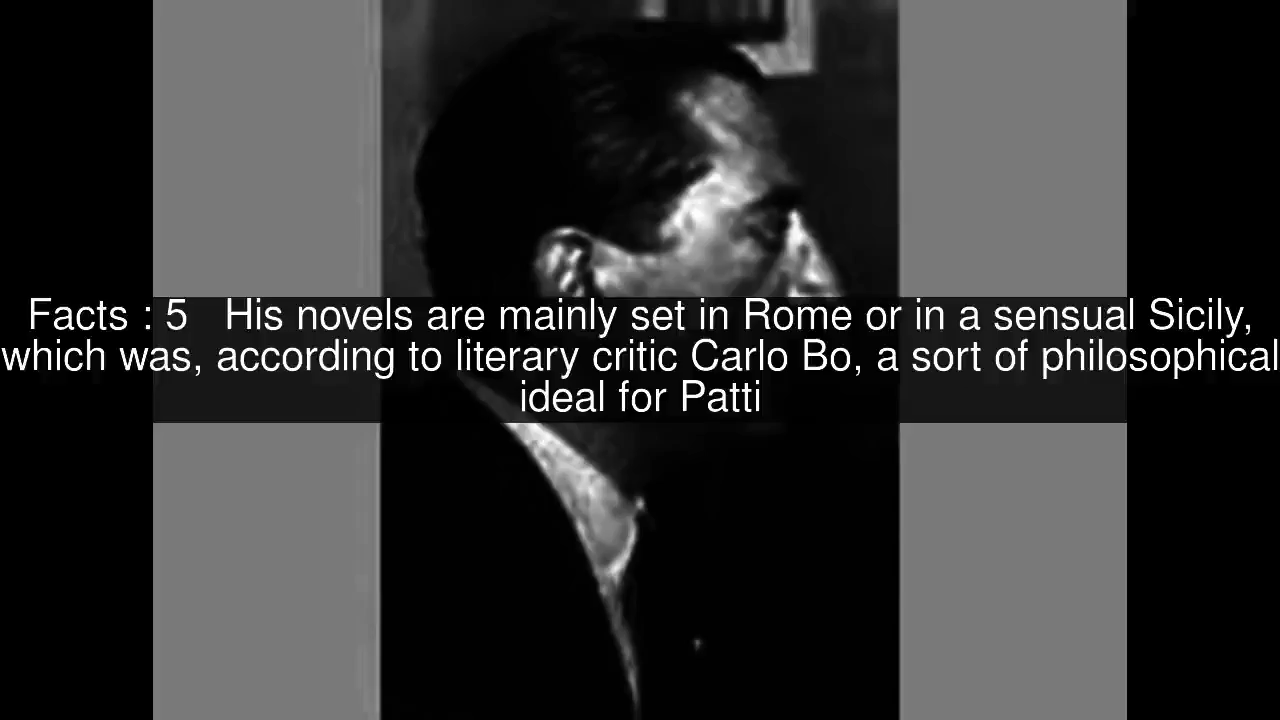 Facts : 5 His novels are mainly set in Rome or in a sensual Sicily,
which was, according to literary critic Carlo Bo, a sort of philosophical
ideal for Patti